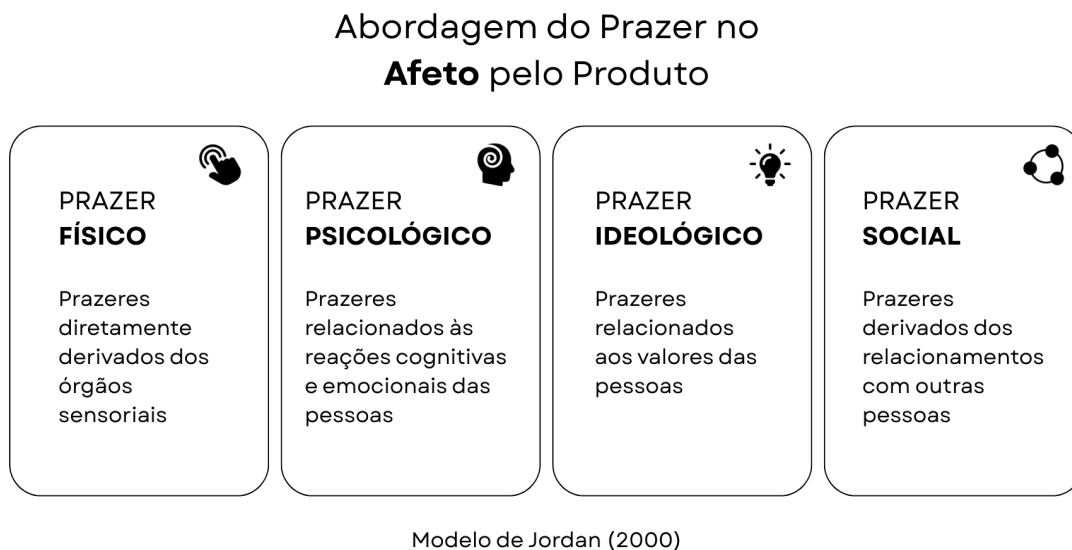 Abordagem do Prazer no
Afeto pelo Produto
PRAZER
FÍSICO
Prazeres
diretamente
derivados dos
órgãos
sensoriais
PRAZER
PSICOLÓGICO
Prazeres
relacionados às
reações cognitivas
e emocionais das
pessoas
PRAZER
IDEOLÓGICO
Prazeres
relacionados
aos valores das
pessoas
PRAZER
SOCIAL
Prazeres
derivados dos
relacionamentos
com outras
pessoas
Modelo de Jordan (2000)